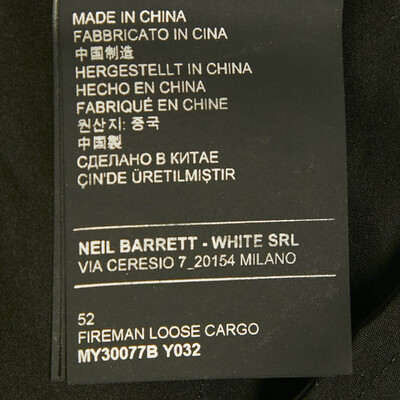 MADE IN CHINA
FABBRICATO IN CINA
中国制造
HERGESTELLT IN CHINA
HECHO EN CHINA
FABRIQUÉ EN CHINE
원산지: 중국
中国製
СДЕЛАНО В КИТАЕ
ÇIN'DE ÜRETILMIŞTIR
NEIL BARRETT - WHITE SRL
VIA CERESIO 7_20154 MILANO
52
FIREMAN LOOSE CARGO
MY30077B Y032